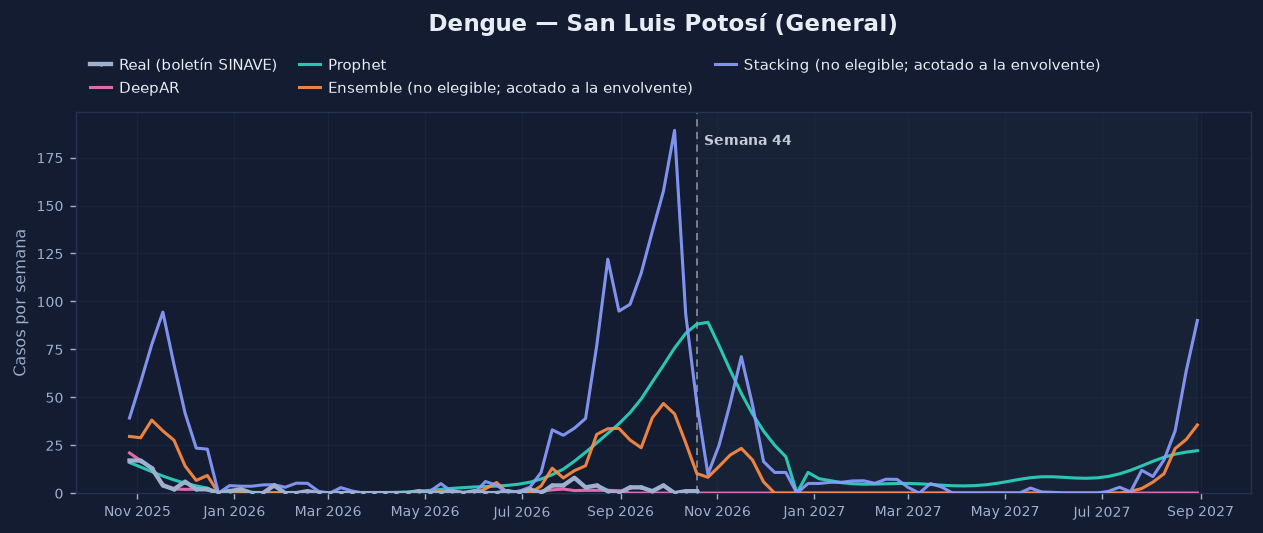 Dengue — San Luis Potosí (General)
Real (boletín SINAVE)
Prophet
Stacking (no elegible; acotado a la envolvente)
DeepAR
Ensemble (no elegible; acotado a la envolvente)
Semana 44
Casos por semana
175
150
125
100
75
50
25
0
Nov 2025
Jan 2026
Mar 2026
May 2026
Jul 2026
Sep 2026
Nov 2026
Jan 2027
Mar 2027
May 2027
Jul 2027
Sep 2027